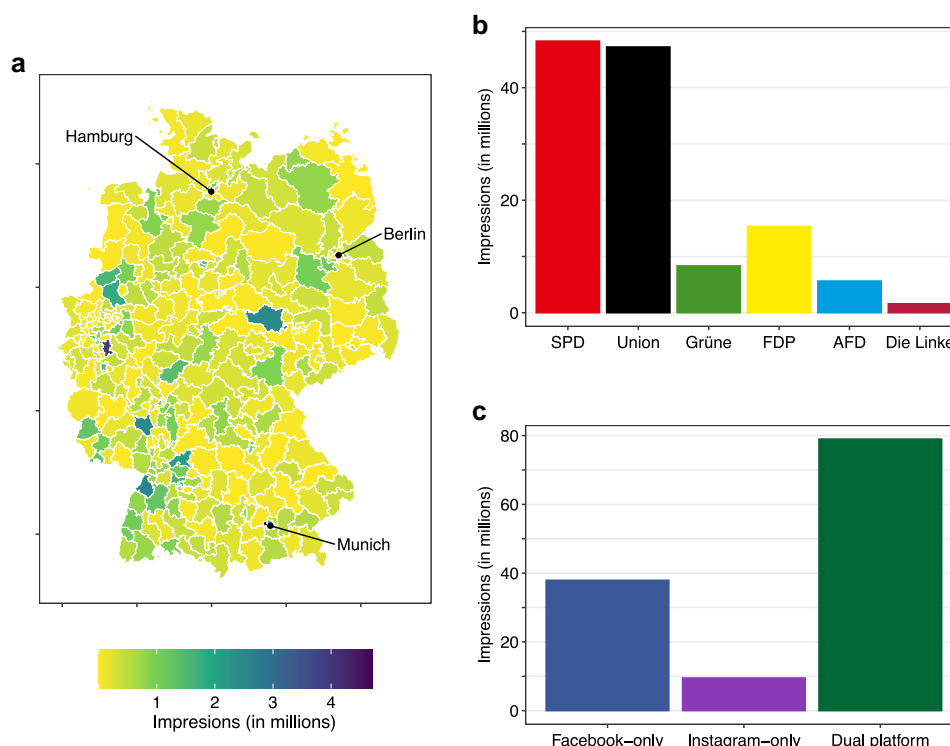 a
Hamburg
Berlin
Munich
1 2 3 4
Impresions (in millions)
b
Impressions (in millions)
40
20
0
SPD Union Grüne FDP AFD Die Linke
c
Impressions (in millions)
80
60
40
20
0
Facebook–only Instagram–only Dual platform